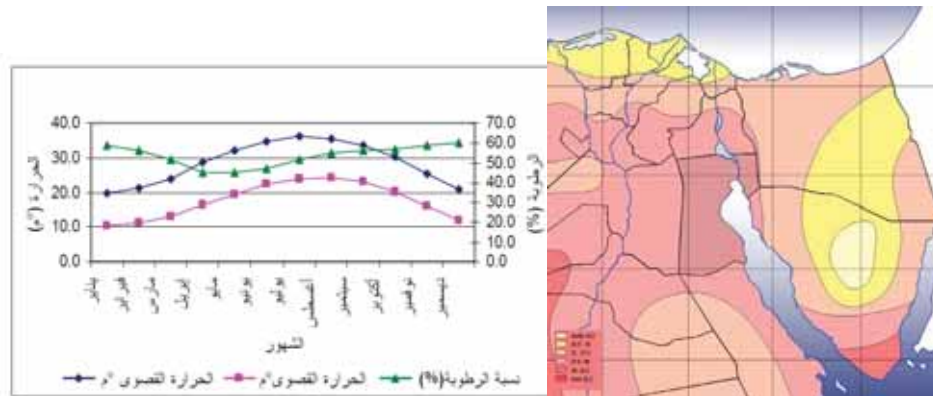 40.0
30.0
20.0
10.0
0.0
الحرارة (°م)
70.0
60.0
50.0
40.0
30.0
20.0
10.0
0.0
الرطوبة (%)
يناير
فبراير
مارس
إبريل
مايو
يونيو
يوليو
أغسطس
سبتمبر
أكتوبر
نوفمبر
ديسمبر
الشهور
الحرارة القصوى °م
الحرارة القصوى°م
نسبة الرطوبة(%)